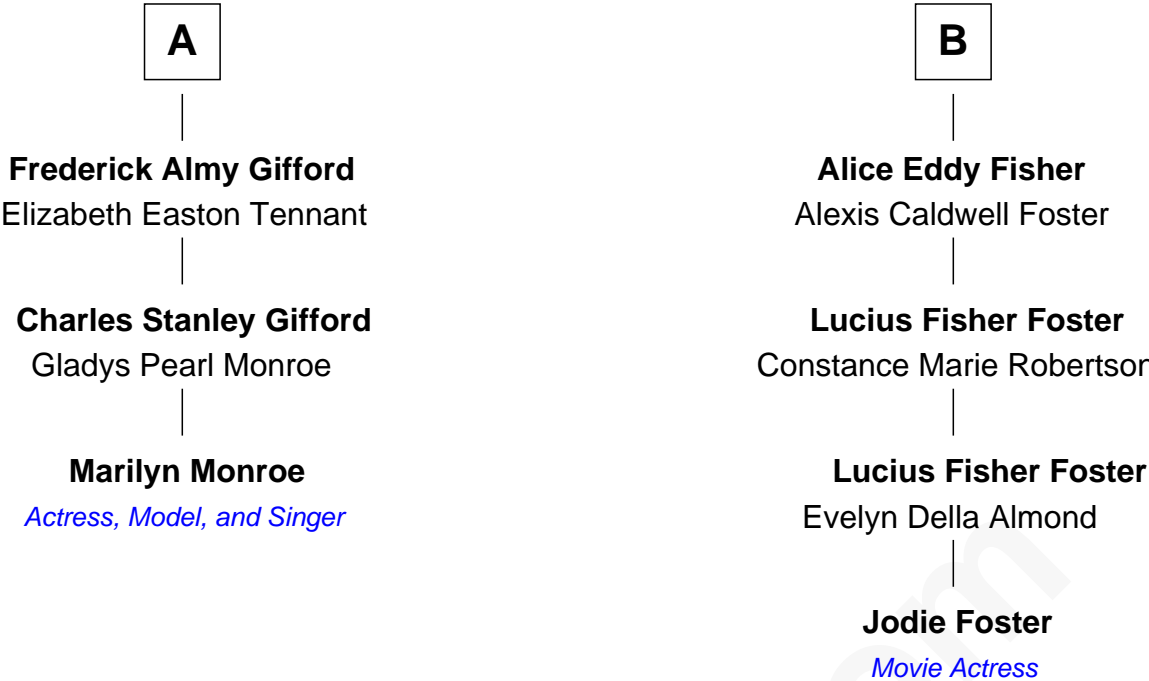 A
Frederick Almy Gifford
Elizabeth Easton Tennant
Charles Stanley Gifford
Gladys Pearl Monroe
Marilyn Monroe
Actress, Model, and Singer
B
Alice Eddy Fisher
Alexis Caldwell Foster
Lucius Fisher Foster
Constance Marie Robertson
Lucius Fisher Foster
Evelyn Della Almond
Jodie Foster
Movie Actress